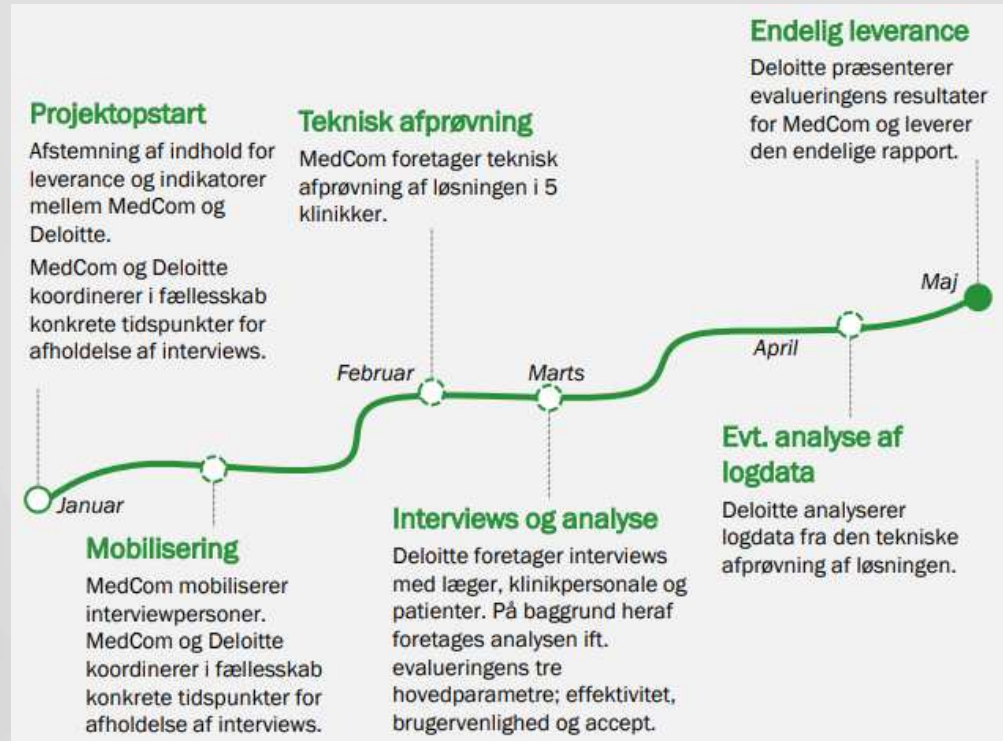 Projektopstart
Afstemning af indhold for
leverance og indikatorer
mellem MedCom og
Deloitte.
MedCom og Deloitte
koordinerer i fællesskab
konkrete tidspunkter for
afholdelse af interviews.
Januar
Mobilisering
MedCom mobiliserer
interviewpersoner.
MedCom og Deloitte
koordinerer i fællesskab
konkrete tidspunkter for
afholdelse af interviews.
Teknisk afprøvning
MedCom foretager teknisk
afprøvning af løsningen i 5
klinikker.
Februar
Marts
Interviews og analyse
Deloitte foretager interviews
med læger, klinikpersonale og
patienter. På baggrund heraf
foretages analysen ift.
evalueringens tre
hovedparametre; effektivitet,
brugervenlighed og accept.
April
Evt. analyse af
logdata
Deloitte analyserer
logdata fra den tekniske
afprøvning af løsningen.
Endelig leverance
Deloitte præsenterer
evalueringens resultater
for MedCom og leverer
den endelige rapport.
Maj